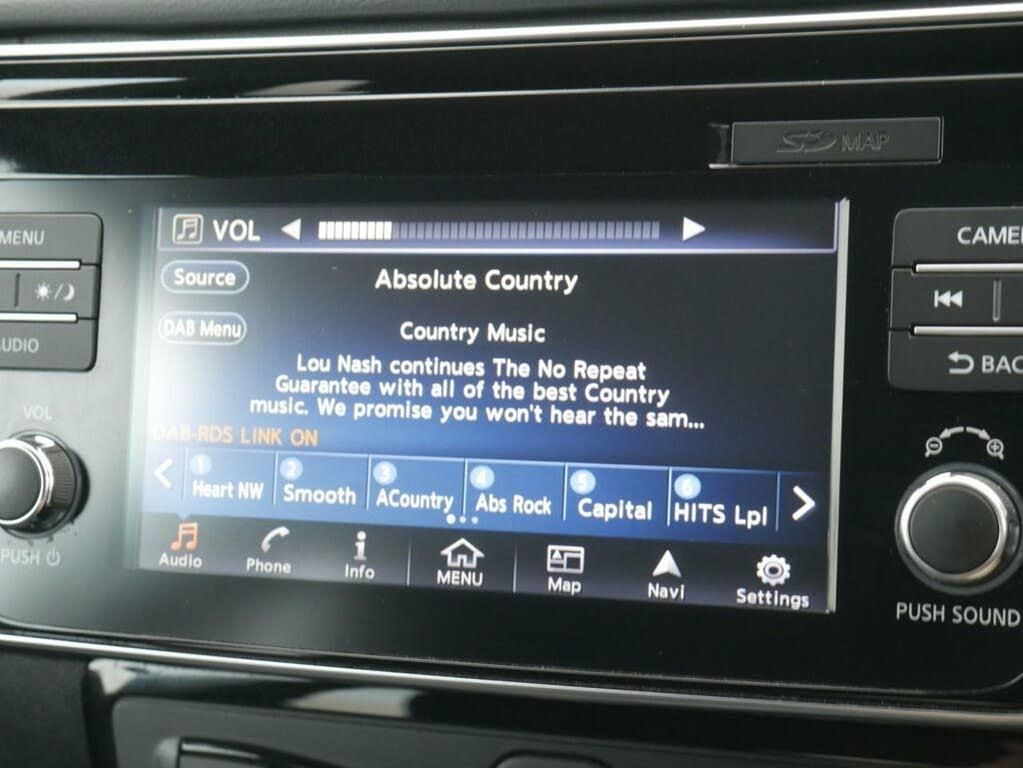 SD MAP
MENU
AUDIO
VOL
PUSH
VOL
Source
Absolute Country
DAB Menu
Country Music
Lou Nash continues The No Repeat
Guarantee with all of the best Country
music. We promise you won't hear the sam...
DAB-RDS LINK ON
1 Heart NW
2 Smooth
3 ACountry
4 Abs Rock
5 Capital
6 HITS Lpl
Audio
Phone
Info
MENU
Map
Navi
Settings
CAME
BAC
PUSH SOUND